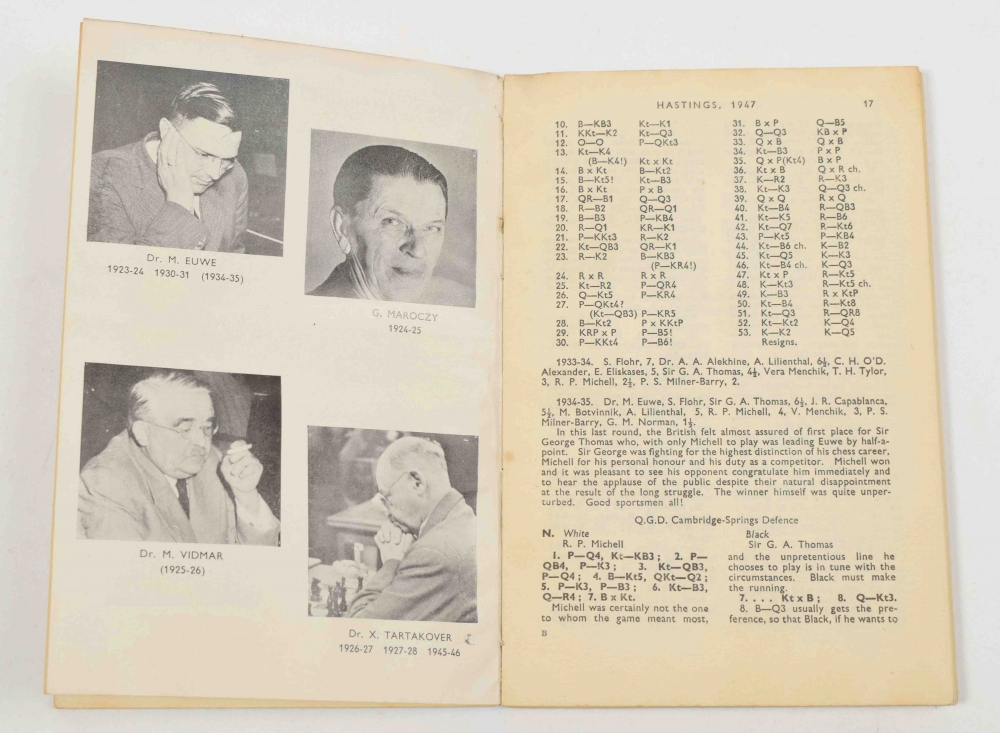 Dr. M. EUWE
1923-24 1930-31 (1934-35)
G. MAROCZY
1924-25
Dr. M. VIDMAR
(1925-26)
Dr. X. TARTAKOVER
1926-27 1927-28 1945-46
HASTINGS, 1947 17
10. B—KB3 Kt—K1
11. KKt—K2 Kt—Q3
12. O—O P—QKt3
13. Kt—K4
(B—K4!) Kt x Kt
14. B x Kt B—Kt2
15. B—Kt5! Kt—B3
16. B x Kt P x B
17. QR—B1 Q—Q3
18. R—B2 QR—Q1
19. B—B3 P—KB4
20. R—Q1 KR—K1
21. P—KKt3 R—K2
22. Kt—QB3 QR—K1
23. R—K2 B—KB3
(P—KR4!)
24. R x R R x R
25. Kt—R2 P—QR4
26. Q—Kt5 P—KR4
27. P—QKt4?
(Kt—QB3) P—KR5
28. B—Kt2 P x KKtP
29. KRP x P P—B5!
30. P—KKt4 P—B6!
31. B x P Q—B5
32. Q—Q3 KB x P
33. Q x B Q x B
34. Kt—B3 P x P
35. Q x P(Kt4) B x P
36. Kt x B Q x R ch.
37. K—R2 R—K3
38. Kt—K3 Q—Q3 ch.
39. Q x Q R x Q
40. Kt—B4 R—QB3
41. Kt—K5 R—B6
42. Kt—Q7 R—Kt6
43. P—Kt5 P—KB4
44. Kt—B6 ch. K—B2
45. Kt—Q5 K—K3
46. Kt—B4 ch. K—Q3
47. Kt x P R—Kt5
48. K—Kt3 R—Kt5 ch.
49. K—B3 R x KtP
50. Kt—B4 R—Kt8
51. Kt—Q3 R—QR8
52. Kt—Kt2 K—Q4
53. K—K2 K—Q5
Resigns.
1933-34. S. Flohr, 7, Dr. A. A. Alekhine, A. Lilienthal, 6½, C. H. O'D.
Alexander, E. Eliskases, 5, Sir G. A. Thomas, 4½, Vera Menchik, T. H. Tylor,
3, R. P. Michell, 2½, P. S. Milner-Barry, 2.
1934-35. Dr. M. Euwe, S. Flohr, Sir G. A. Thomas, 6½, J. R. Capablanca,
5½, M. Botvinnik, A. Lilienthal, 5, R. P. Michell, 4, V. Menchik, 3, P. S.
Milner-Barry, G. M. Norman, 1½.
In this last round, the British felt almost assured of first place for Sir
George Thomas who, with only Michell to play was leading Euwe by half-a-
point. Sir George was fighting for the highest distinction of his chess career,
Michell for his personal honour and his duty as a competitor. Michell won
and it was pleasant to see his opponent congratulate him immediately and
to hear the applause of the public despite their natural disappointment
at the result of the long struggle. The winner himself was quite unper-
turbed. Good sportsmen all!
Q.G.D. Cambridge-Springs Defence
N. White
R. P. Michell
1. P—Q4, Kt—KB3; 2. P—
QB4, P—K3; 3. Kt—QB3,
P—Q4; 4. B—Kt5, QKt—Q2;
5. P—K3, P—B3; 6. Kt—B3,
Q—R4; 7. B x Kt.
Michell was certainly not the one
to whom the game meant most,
Black
Sir G. A. Thomas
and the unpretentious line he
chooses to play is in tune with the
circumstances. Black must make
the running.
7. . . . Kt x B; 8. Q—Kt3.
8. B—Q3 usually gets the pre-
ference, so that Black, if he wants to
B